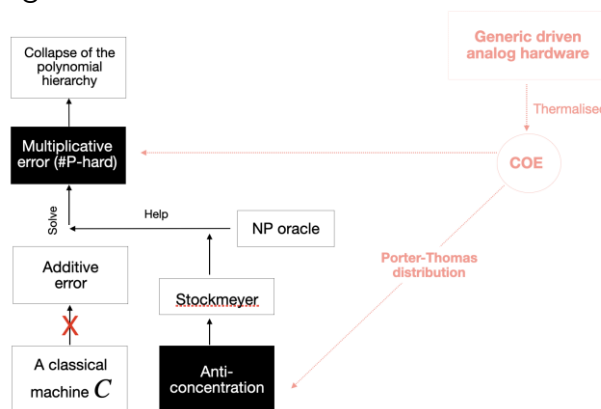 Collapse of the
polynomial
hierarchy
Generic driven
analog hardware
Thermalised
Multiplicative
error (#P-hard)
COE
Solve
Help
NP oracle
Additive
error
Porter-Thomas
distribution
Stockmeyer
A classical
machine C
Anti-
concentration